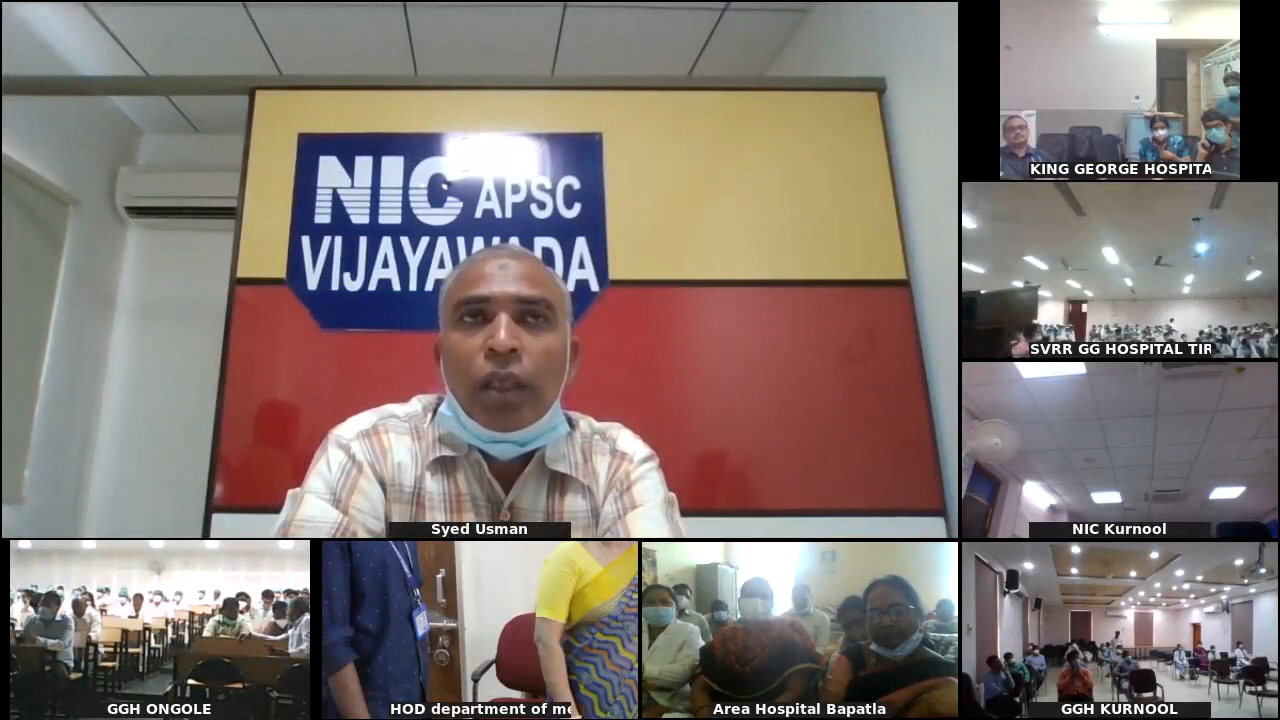 NIC APSC
VIJAYAWADA
Syed Usman
KING GEORGE HOSPITA
SVRR GG HOSPITAL TIR
NIC Kurnool
GGH ONGOLE
HOD department of me
Area Hospital Bapatla
GGH KURNOOL